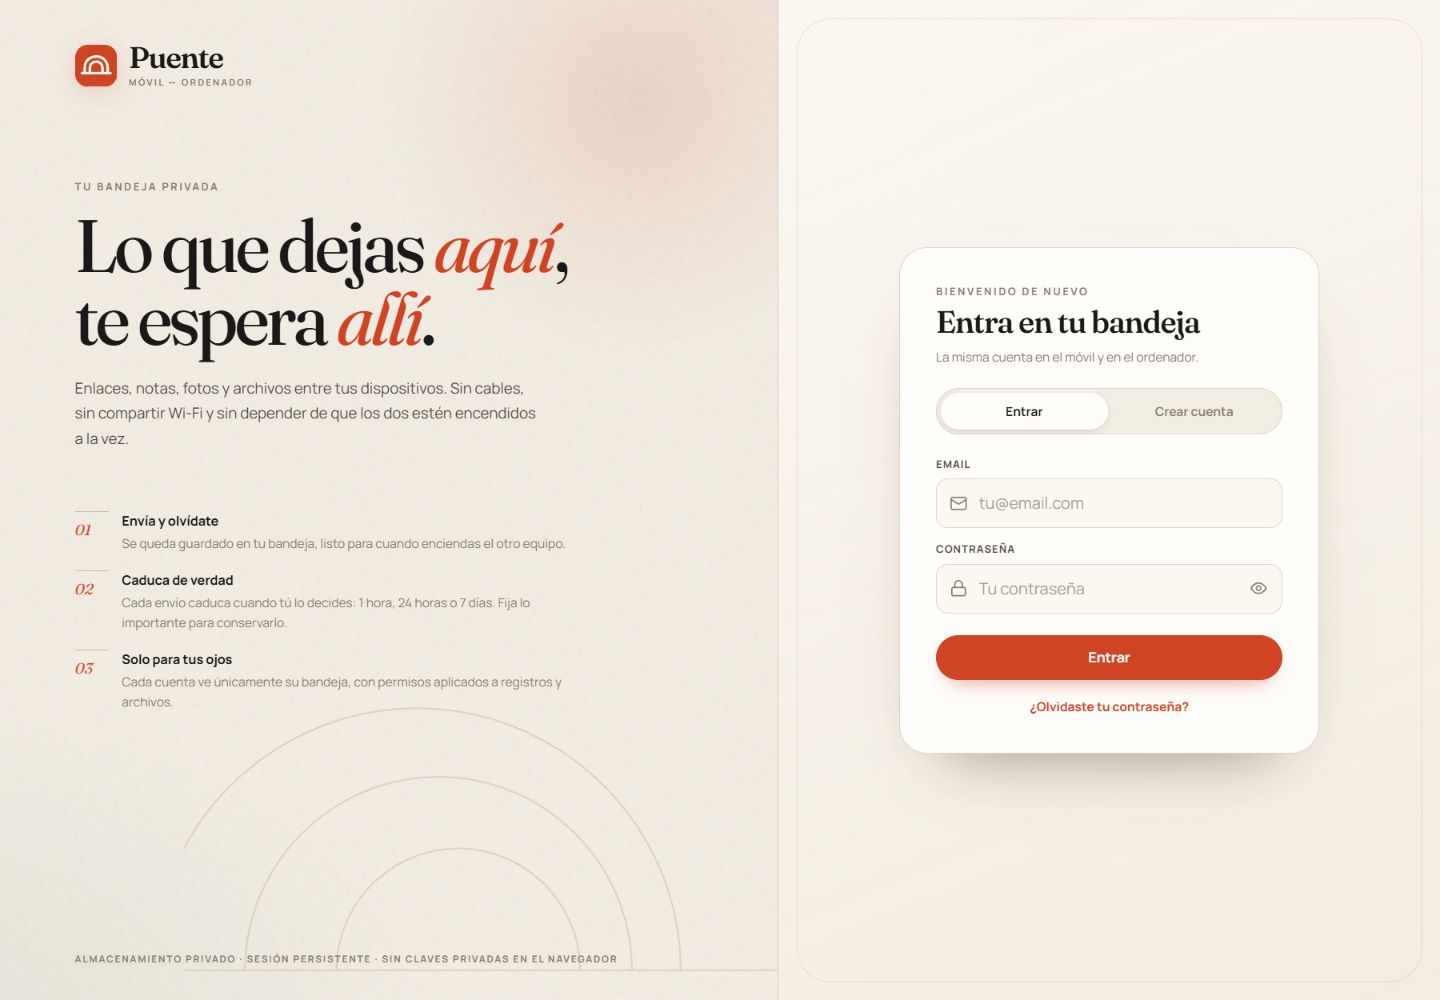 Puente
MÓVIL ↔ ORDENADOR
TU BANDEJA PRIVADA
Lo que dejas aquí,
te espera allí.
Enlaces, notas, fotos y archivos entre tus dispositivos. Sin cables,
sin compartir Wi-Fi y sin depender de que los dos estén encendidos
a la vez.
01
Envía y olvídate
Se queda guardado en tu bandeja, listo para cuando enciendas el otro equipo.
02
Caduca de verdad
Cada envío caduca cuando tú lo decides: 1 hora, 24 horas o 7 días. Fija lo
importante para conservarlo.
03
Solo para tus ojos
Cada cuenta ve únicamente su bandeja, con permisos aplicados a registros y
archivos.
ALMACENAMIENTO PRIVADO · SESIÓN PERSISTENTE · SIN CLAVES PRIVADAS EN EL NAVEGADOR
BIENVENIDO DE NUEVO
Entra en tu bandeja
La misma cuenta en el móvil y en el ordenador.
Entrar
Crear cuenta
EMAIL
tu@email.com
CONTRASEÑA
Tu contraseña
Entrar
¿Olvidaste tu contraseña?